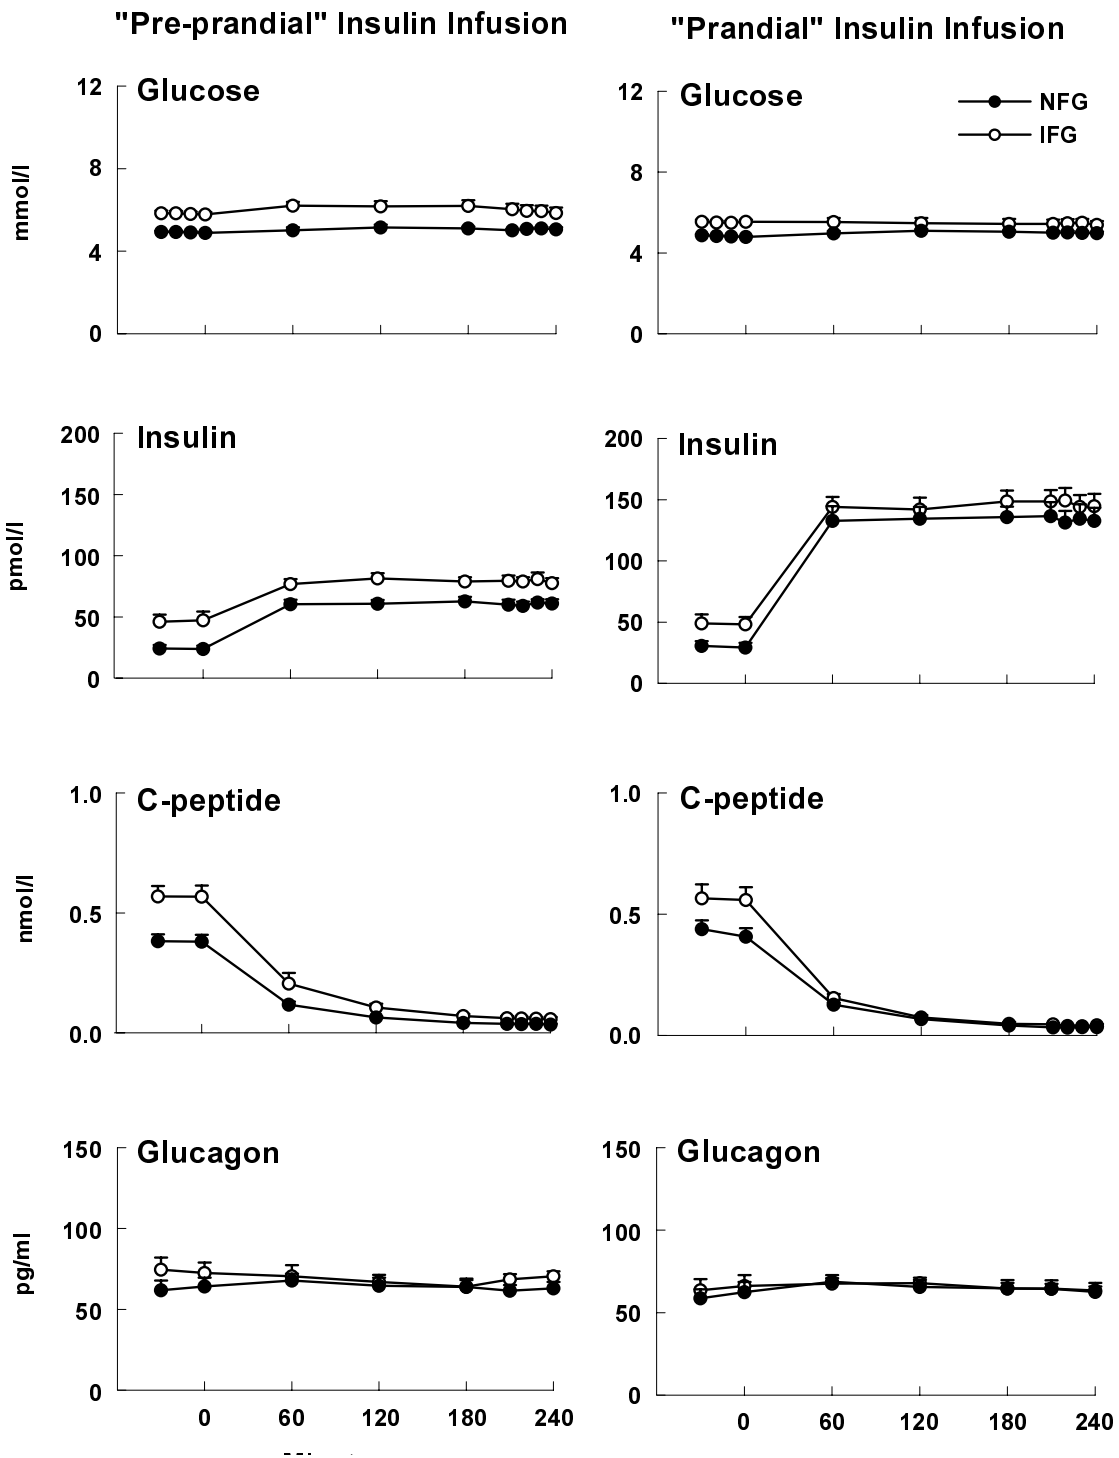 "Pre-prandial" Insulin Infusion
"Prandial" Insulin Infusion
Glucose
12
8
4
0
mmol/l
Glucose
12
8
4
0
NFG
IFG
Insulin
200
150
100
50
0
pmol/l
Insulin
200
150
100
50
0
C-peptide
1.0
0.5
0.0
nmol/l
C-peptide
1.0
0.5
0.0
Glucagon
150
100
50
0
pg/ml
0 60 120 180 240
Glucagon
150
100
50
0
0 60 120 180 240